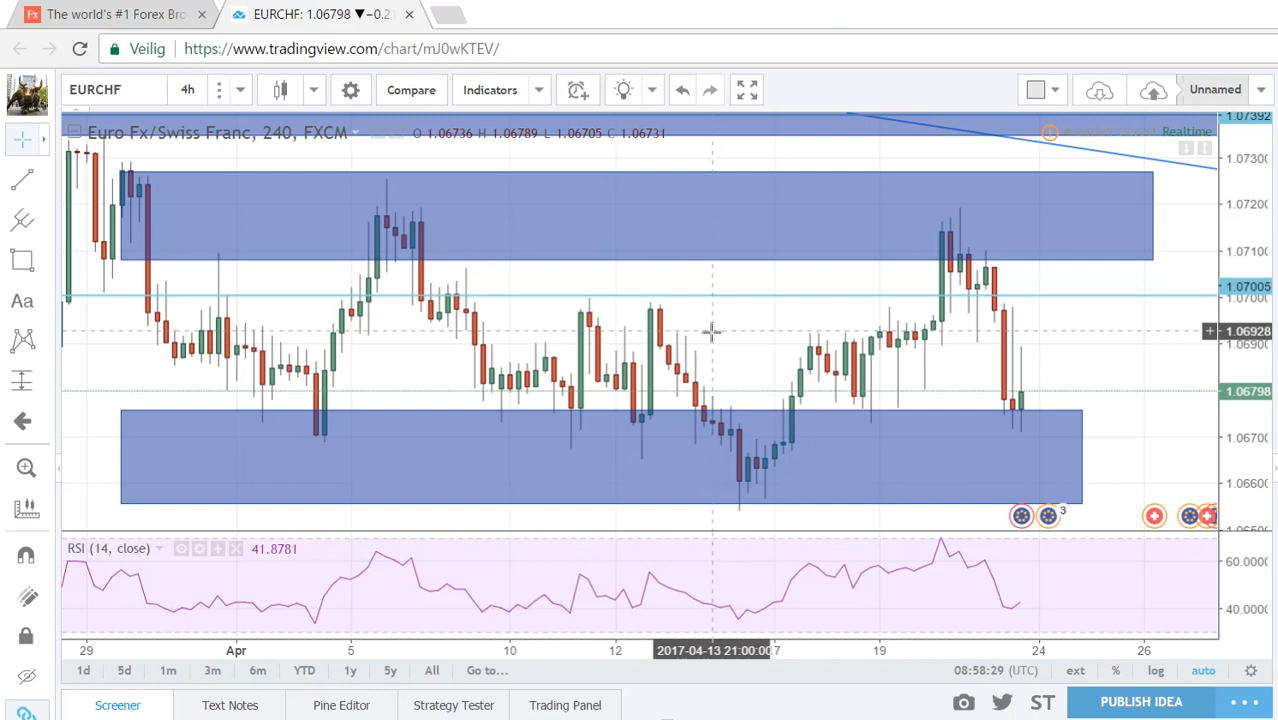 The world's #1 Forex Bro
EURCHF: 1.06798 ▼−0.2
Veilig
https://www.tradingview.com/chart/mJ0wKTEV/
EURCHF 4h Compare Indicators Unnamed
Euro Fx/Swiss Franc, 240, FXCM O 1.06736 H 1.06789 L 1.06705 C 1.06731
Realtime
1.07392
1.07300
1.07200
1.07100
1.07005
1.07000
1.06928
1.06900
1.06798
1.06700
1.06600
3
RSI (14, close) 41.8781
60.0000
40.0000
29 Apr 5 10 12 2017-04-13 21:00:00 7 19 24 26
1d 5d 1m 3m 6m YTD 1y 5y All Go to... 08:58:29 (UTC) ext % log auto
Aa
Screener Text Notes Pine Editor Strategy Tester Trading Panel ST PUBLISH IDEA